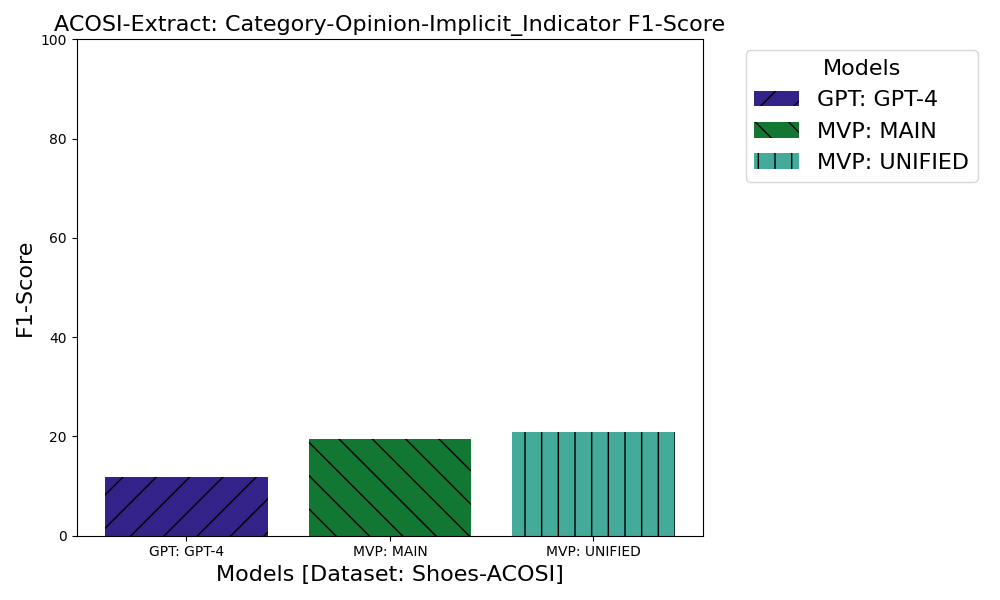 ACOSI-Extract: Category-Opinion-Implicit_Indicator F1-Score
Models
GPT: GPT-4
MVP: MAIN
MVP: UNIFIED
F1-Score
100
80
60
40
20
0
GPT: GPT-4
MVP: MAIN
MVP: UNIFIED
Models [Dataset: Shoes-ACOSI]